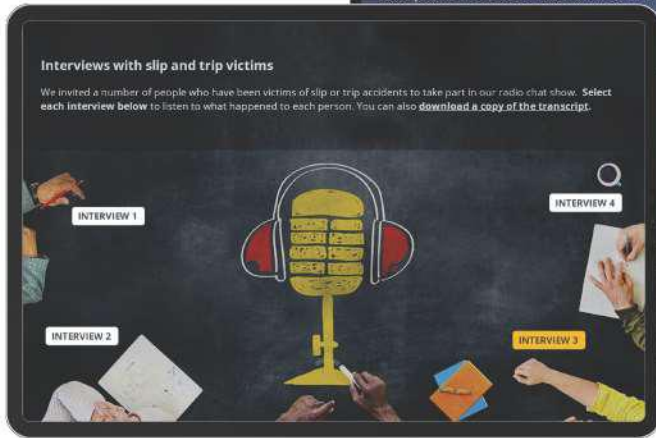 Interviews with slip and trip victims
We invited a number of people who have been victims of slip or trip accidents to take part in our radio chat show. Select
each interview below to listen to what happened to each person. You can also download a copy of the transcript.
INTERVIEW 1
INTERVIEW 4
INTERVIEW 2
INTERVIEW 3